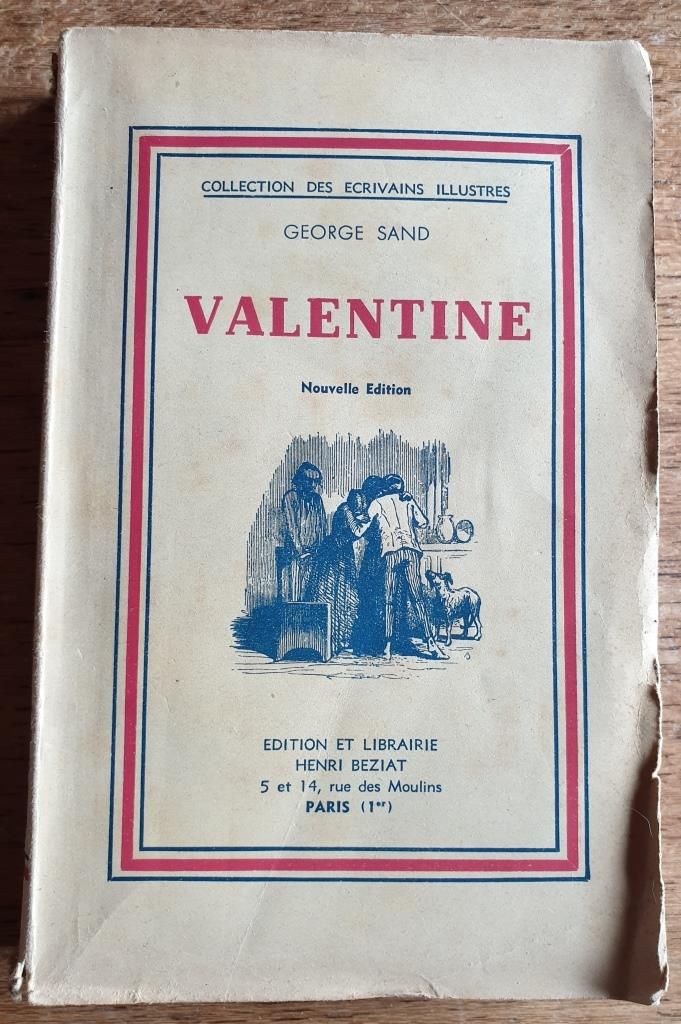 COLLECTION DES ECRIVAINS ILLUSTRES
GEORGE SAND
VALENTINE
Nouvelle Edition
EDITION ET LIBRAIRIE
HENRI BEZIAT
5 et 14, rue des Moulins
PARIS (1er)